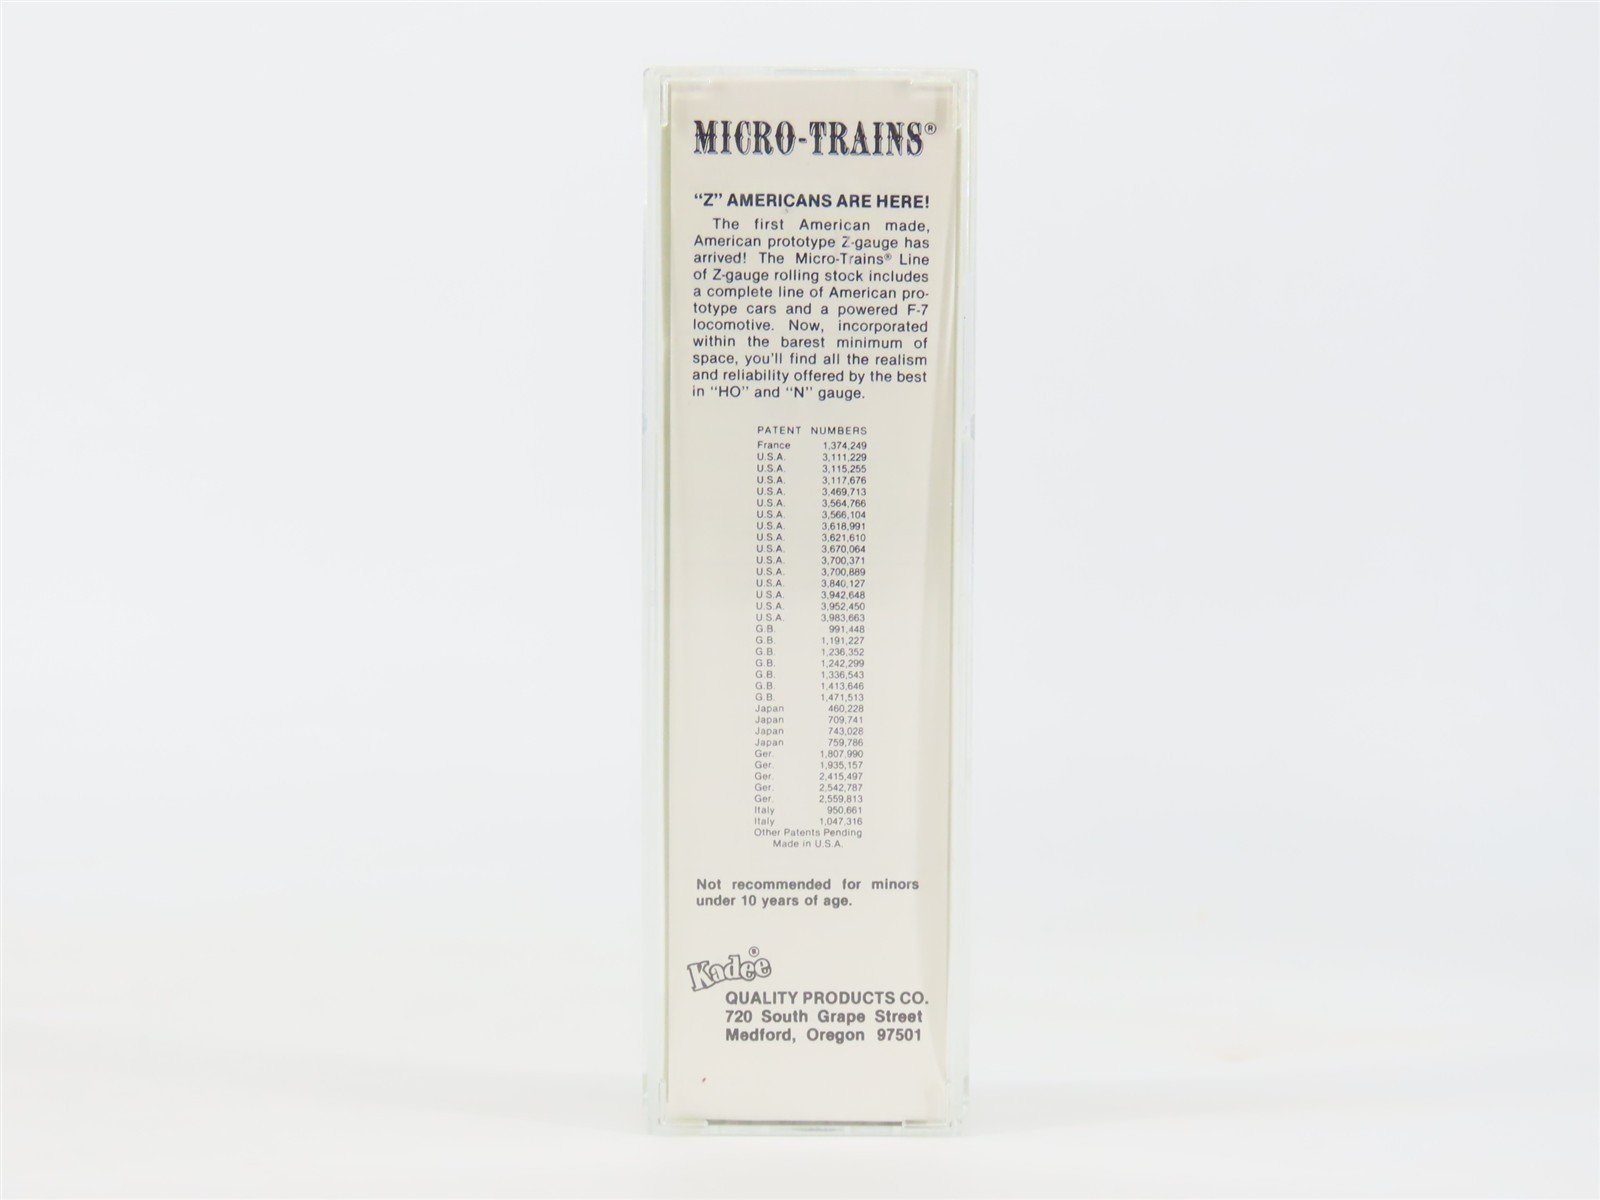 MICRO-TRAINS®
"Z" AMERICANS ARE HERE!
The first American made,
American prototype Z-gauge has
arrived! The Micro-Trains® Line
of Z-gauge rolling stock includes
a complete line of American pro-
totype cars and a powered F-7
locomotive. Now, incorporated
within the barest minimum of
space, you'll find all the realism
and reliability offered by the best
in "HO" and "N" gauge.
PATENT NUMBERS
France 1,374,249
U.S.A. 3,111,229
U.S.A. 3,115,255
U.S.A. 3,117,676
U.S.A. 3,469,713
U.S.A. 3,564,766
U.S.A. 3,566,104
U.S.A. 3,618,991
U.S.A. 3,621,610
U.S.A. 3,670,064
U.S.A. 3,700,371
U.S.A. 3,700,889
U.S.A. 3,840,127
U.S.A. 3,942,648
U.S.A. 3,952,450
U.S.A. 3,983,663
G.B. 991,448
G.B. 1,191,227
G.B. 1,236,352
G.B. 1,242,299
G.B. 1,336,543
G.B. 1,413,646
G.B. 1,471,513
Japan 460,228
Japan 709,741
Japan 743,028
Japan 759,786
Ger. 1,807,990
Ger. 1,935,157
Ger. 2,415,497
Ger. 2,542,787
Ger. 2,559,813
Italy 950,661
Italy 1,047,316
Other Patents Pending
Made in U.S.A.
Not recommended for minors
under 10 years of age.
Kadee®
QUALITY PRODUCTS CO.
720 South Grape Street
Medford, Oregon 97501